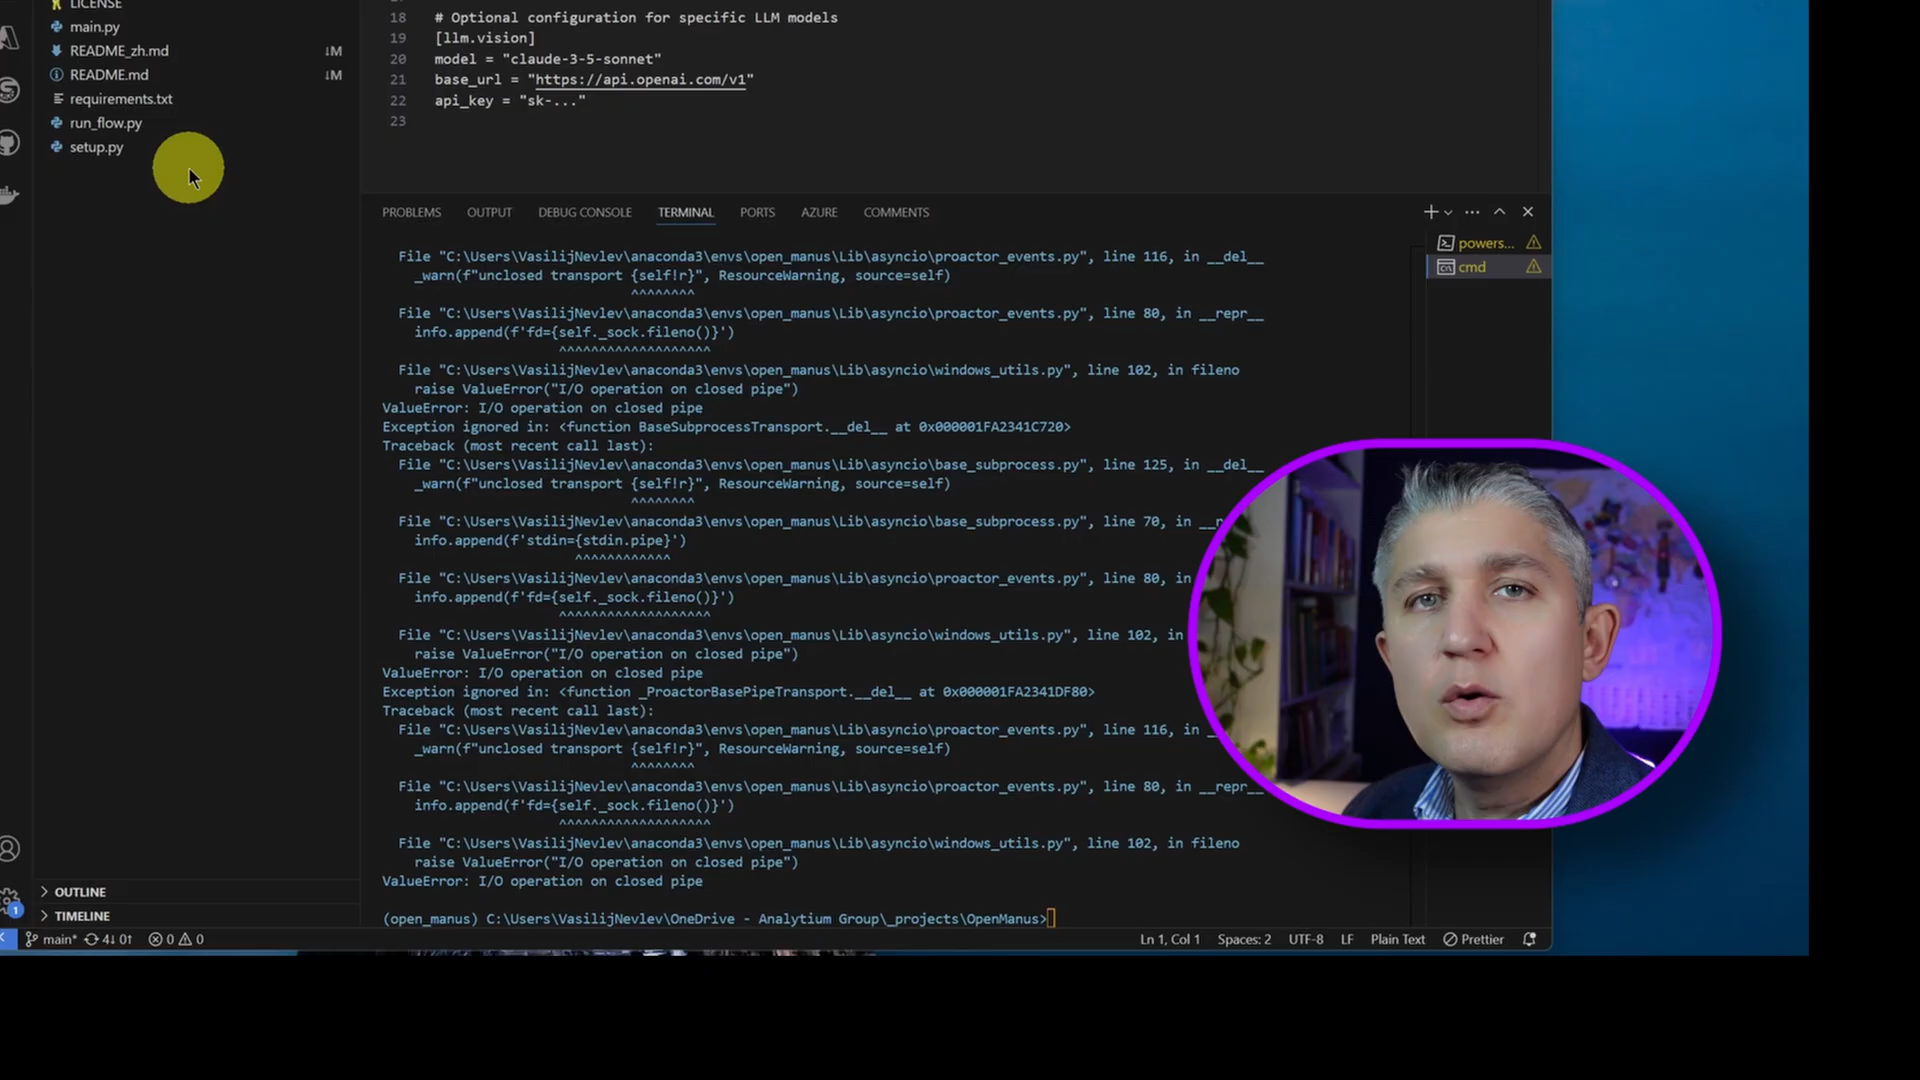 LICENSE
main.py
README_zh.md ↓M
README.md ↓M
requirements.txt
run_flow.py
setup.py
18 # Optional configuration for specific LLM models
19 [llm.vision]
20 model = "claude-3-5-sonnet"
21 base_url = "https://api.openai.com/v1"
22 api_key = "sk-..."
23
PROBLEMS OUTPUT DEBUG CONSOLE TERMINAL PORTS AZURE COMMENTS
powers...
cmd
File "C:\Users\VasilijNevlev\anaconda3\envs\open_manus\Lib\asyncio\proactor_events.py", line 116, in __del__
_warn(f"unclosed transport {self!r}", ResourceWarning, source=self)
^^^^^^^^
File "C:\Users\VasilijNevlev\anaconda3\envs\open_manus\Lib\asyncio\proactor_events.py", line 80, in __repr__
info.append(f'fd={self._sock.fileno()}')
^^^^^^^^^^^^^^^^^^^
File "C:\Users\VasilijNevlev\anaconda3\envs\open_manus\Lib\asyncio\windows_utils.py", line 102, in fileno
raise ValueError("I/O operation on closed pipe")
ValueError: I/O operation on closed pipe
Exception ignored in: <function BaseSubprocessTransport.__del__ at 0x000001FA2341C720>
Traceback (most recent call last):
File "C:\Users\VasilijNevlev\anaconda3\envs\open_manus\Lib\asyncio\base_subprocess.py", line 125, in __del__
_warn(f"unclosed transport {self!r}", ResourceWarning, source=self)
^^^^^^^^
File "C:\Users\VasilijNevlev\anaconda3\envs\open_manus\Lib\asyncio\base_subprocess.py", line 70, in __r
info.append(f'stdin={stdin.pipe}')
^^^^^^^^^^^^
File "C:\Users\VasilijNevlev\anaconda3\envs\open_manus\Lib\asyncio\proactor_events.py", line 80, in
info.append(f'fd={self._sock.fileno()}')
^^^^^^^^^^^^^^^^^^^
File "C:\Users\VasilijNevlev\anaconda3\envs\open_manus\Lib\asyncio\windows_utils.py", line 102, in
raise ValueError("I/O operation on closed pipe")
ValueError: I/O operation on closed pipe
Exception ignored in: <function _ProactorBasePipeTransport.__del__ at 0x000001FA2341DF80>
Traceback (most recent call last):
File "C:\Users\VasilijNevlev\anaconda3\envs\open_manus\Lib\asyncio\proactor_events.py", line 116, in _
_warn(f"unclosed transport {self!r}", ResourceWarning, source=self)
^^^^^^^^
File "C:\Users\VasilijNevlev\anaconda3\envs\open_manus\Lib\asyncio\proactor_events.py", line 80, in __repr__
info.append(f'fd={self._sock.fileno()}')
^^^^^^^^^^^^^^^^^^^
File "C:\Users\VasilijNevlev\anaconda3\envs\open_manus\Lib\asyncio\windows_utils.py", line 102, in fileno
raise ValueError("I/O operation on closed pipe")
ValueError: I/O operation on closed pipe
(open_manus) C:\Users\VasilijNevlev\OneDrive - Analytium Group\_projects\OpenManus>
OUTLINE
TIMELINE
1
main* 4↓ 0↑ 0 0 Ln 1, Col 1 Spaces: 2 UTF-8 LF Plain Text Prettier